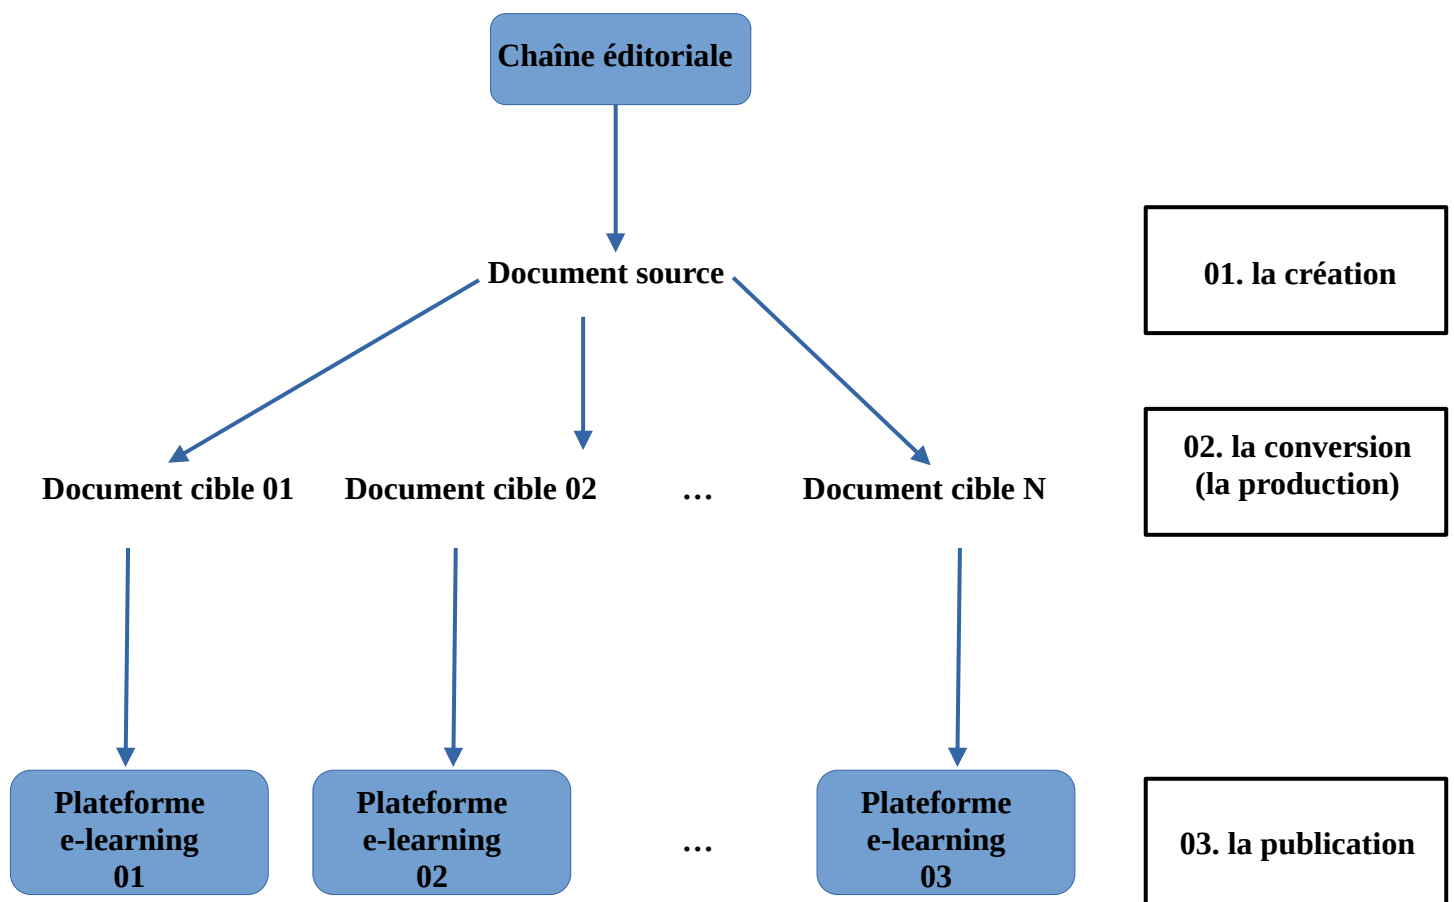 Chaîne éditoriale
Document source
01. la création
02. la conversion
(la production)
Document cible 01
Document cible 02
...
Document cible N
Plateforme
e-learning
01
Plateforme
e-learning
02
...
Plateforme
e-learning
03
03. la publication